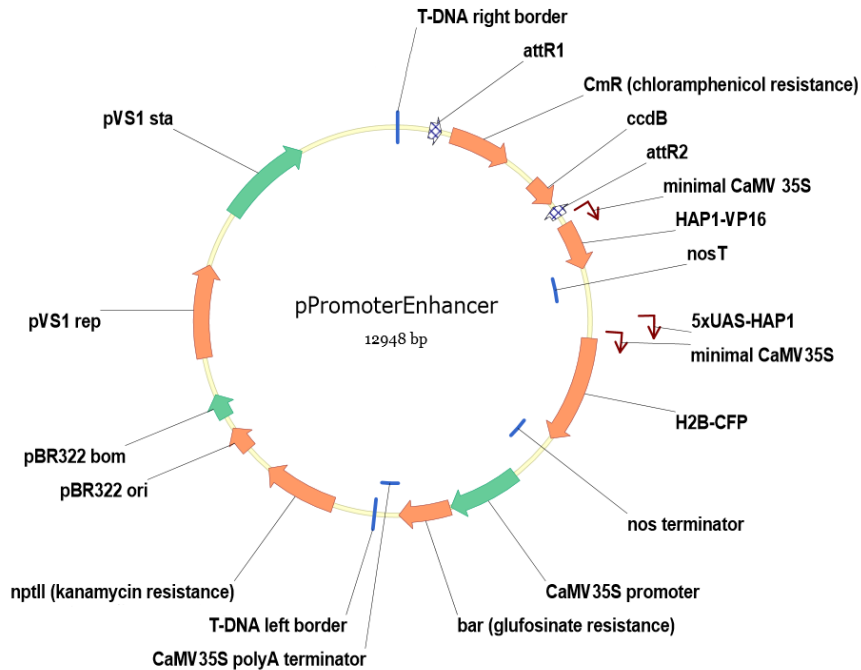 T-DNA right border
attR1
CmR (chloramphenicol resistance)
ccdB
attR2
minimal CaMV 35S
HAP1-VP16
nosT
5xUAS-HAP1
minimal CaMV35S
H2B-CFP
nos terminator
CaMV35S promoter
bar (glufosinate resistance)
CaMV35S polyA terminator
T-DNA left border
nptII (kanamycin resistance)
pBR322 ori
pBR322 bom
pVS1 rep
pVS1 sta
pPromoterEnhancer
12948 bp